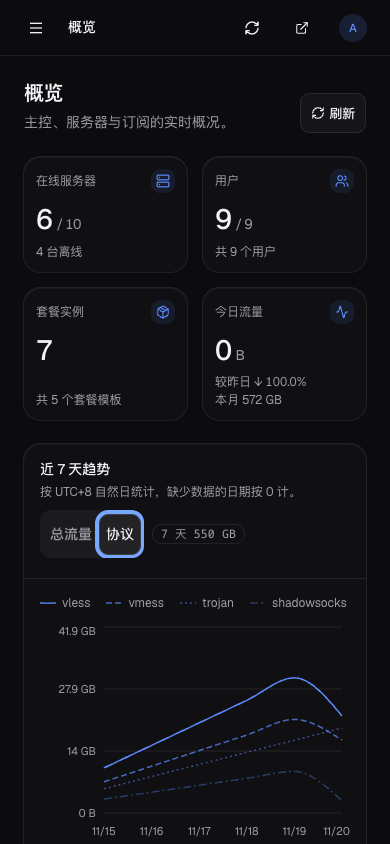 概览
A
概览
主控、服务器与订阅的实时概况。
刷新
在线服务器
6 / 10
4 台离线
用户
9 / 9
共 9 个用户
套餐实例
7
共 5 个套餐模板
今日流量
0 B
较昨日 ↓ 100.0%
本月 572 GB
近 7 天趋势
按 UTC+8 自然日统计，缺少数据的日期按 0 计。
总流量 协议 7 天 550 GB
vless vmess trojan shadowsocks
41.9 GB
27.9 GB
14 GB
0 B
11/15 11/16 11/17 11/18 11/19 11/20